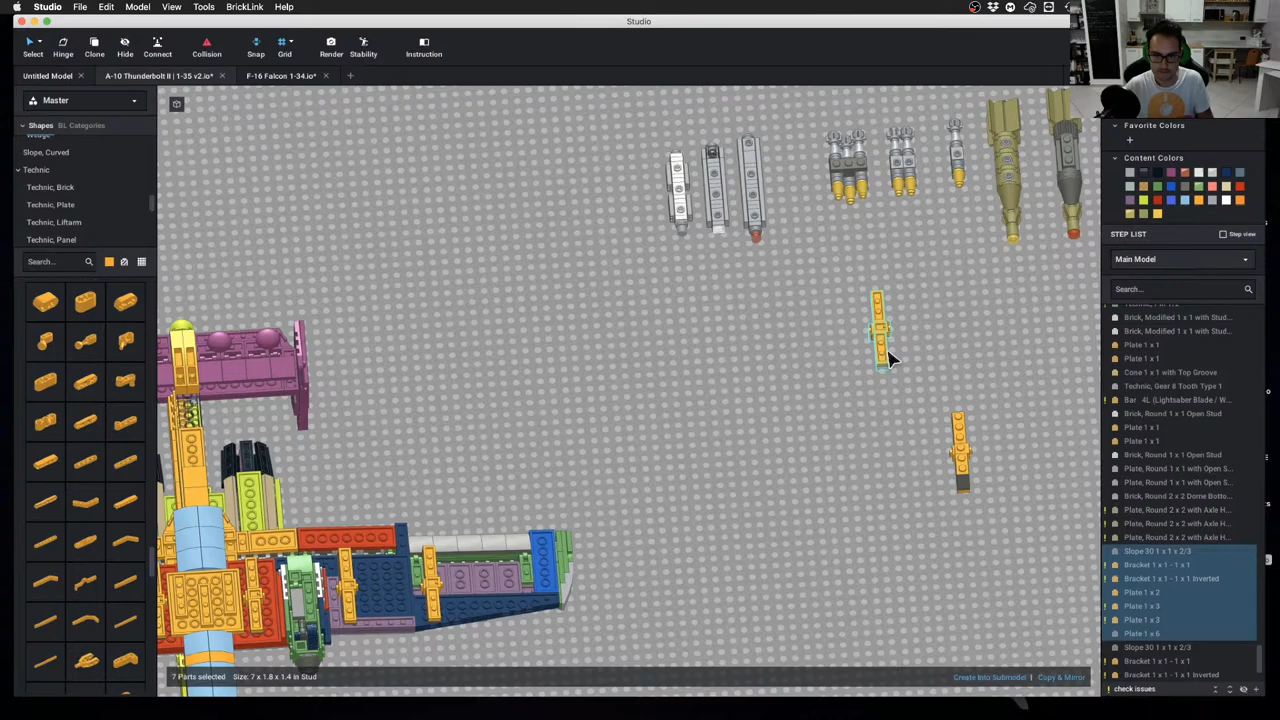 Studio File Edit Model View Tools BrickLink Help
Studio
Select Hinge Clone Hide Connect Collision Snap Grid Render Stability Instruction
Untitled Model A-10 Thunderbolt II | 1-35 v2.io* F-16 Falcon 1-34.io*
Master
Shapes BL Categories
Slope, Curved
Technic
Technic, Brick
Technic, Plate
Technic, Liftarm
Technic, Panel
Search...
7 Parts selected Size: 7 x 1.8 x 1.4 in Stud
Create Into Submodel | Copy & Mirror
Favorite Colors
Content Colors
STEP LIST Step view
Main Model
Search...
Brick, Modified 1 x 1 with Stud...
Brick, Modified 1 x 1 with Stud...
Plate 1 x 1
Plate 1 x 1
Cone 1 x 1 with Top Groove
Technic, Gear 8 Tooth Type 1
Bar 4L (Lightsaber Blade / W...
Brick, Round 1 x 1 Open Stud
Plate 1 x 1
Plate 1 x 1
Brick, Round 1 x 1 Open Stud
Plate, Round 1 x 1 with Open S...
Plate, Round 1 x 1 with Open S...
Brick, Round 2 x 2 Dome Botto...
Plate, Round 2 x 2 with Axle H...
Plate, Round 2 x 2 with Axle H...
Plate, Round 2 x 2 with Axle H...
Slope 30 1 x 1 x 2/3
Bracket 1 x 1 - 1 x 1
Bracket 1 x 1 - 1 x 1 Inverted
Plate 1 x 2
Plate 1 x 3
Plate 1 x 3
Plate 1 x 6
Slope 30 1 x 1 x 2/3
Bracket 1 x 1 - 1 x 1
Bracket 1 x 1 - 1 x 1 Inverted
check issues